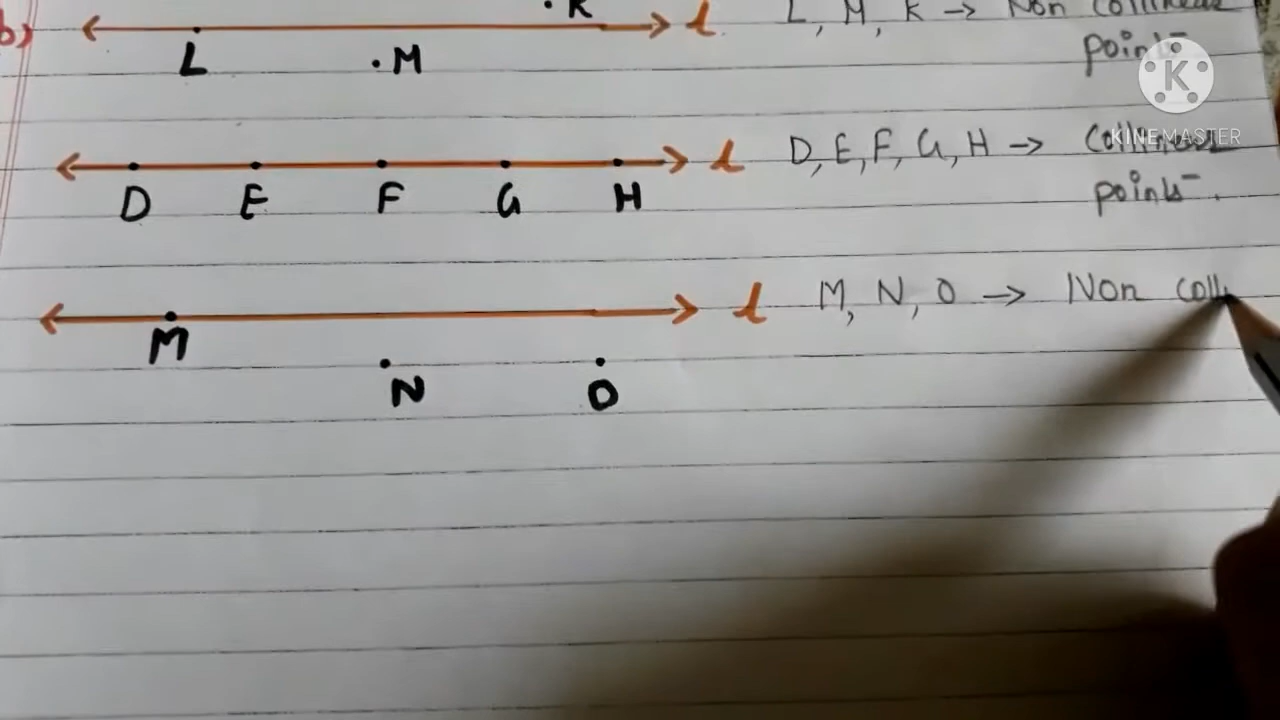 b) L .M .K l L, M, K → Non collinear
points
K
KINEMASTER
D E F G H l D, E, F, G, H → Collinear
points.
M N O l M, N, O → Non coll